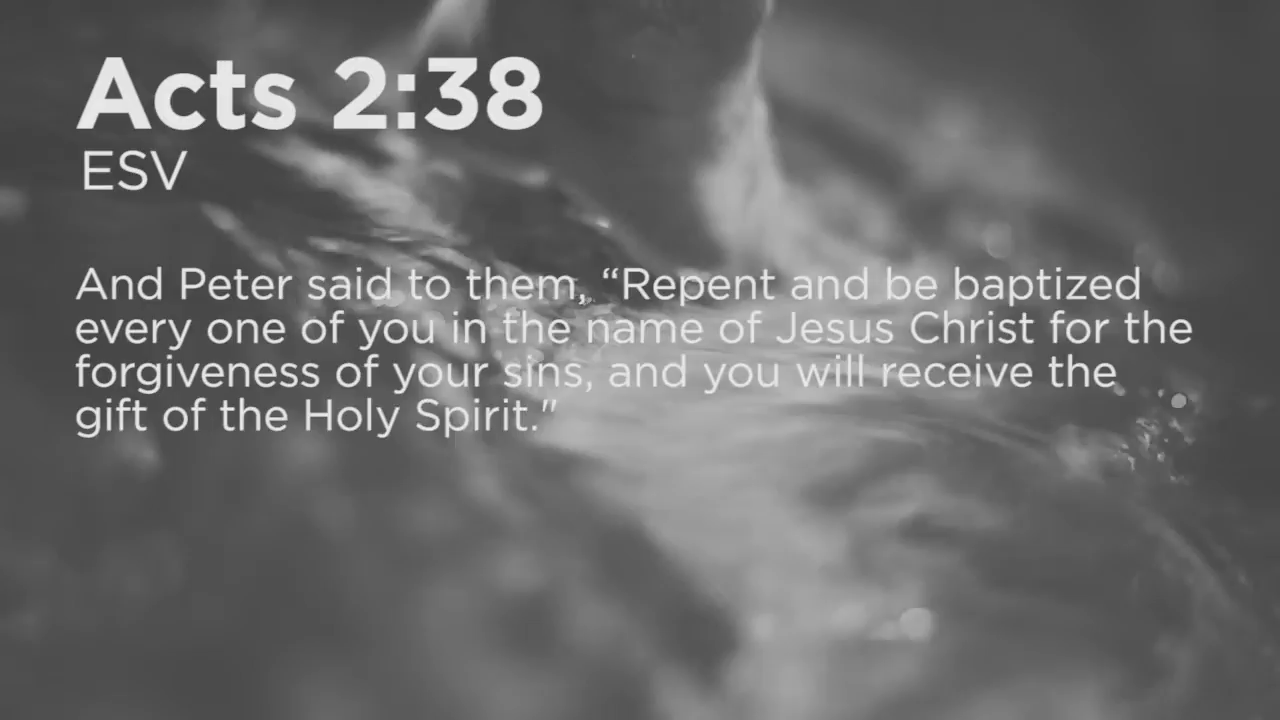 Acts 2:38
ESV
And Peter said to them, “Repent and be baptized
every one of you in the name of Jesus Christ for the
forgiveness of your sins, and you will receive the
gift of the Holy Spirit."